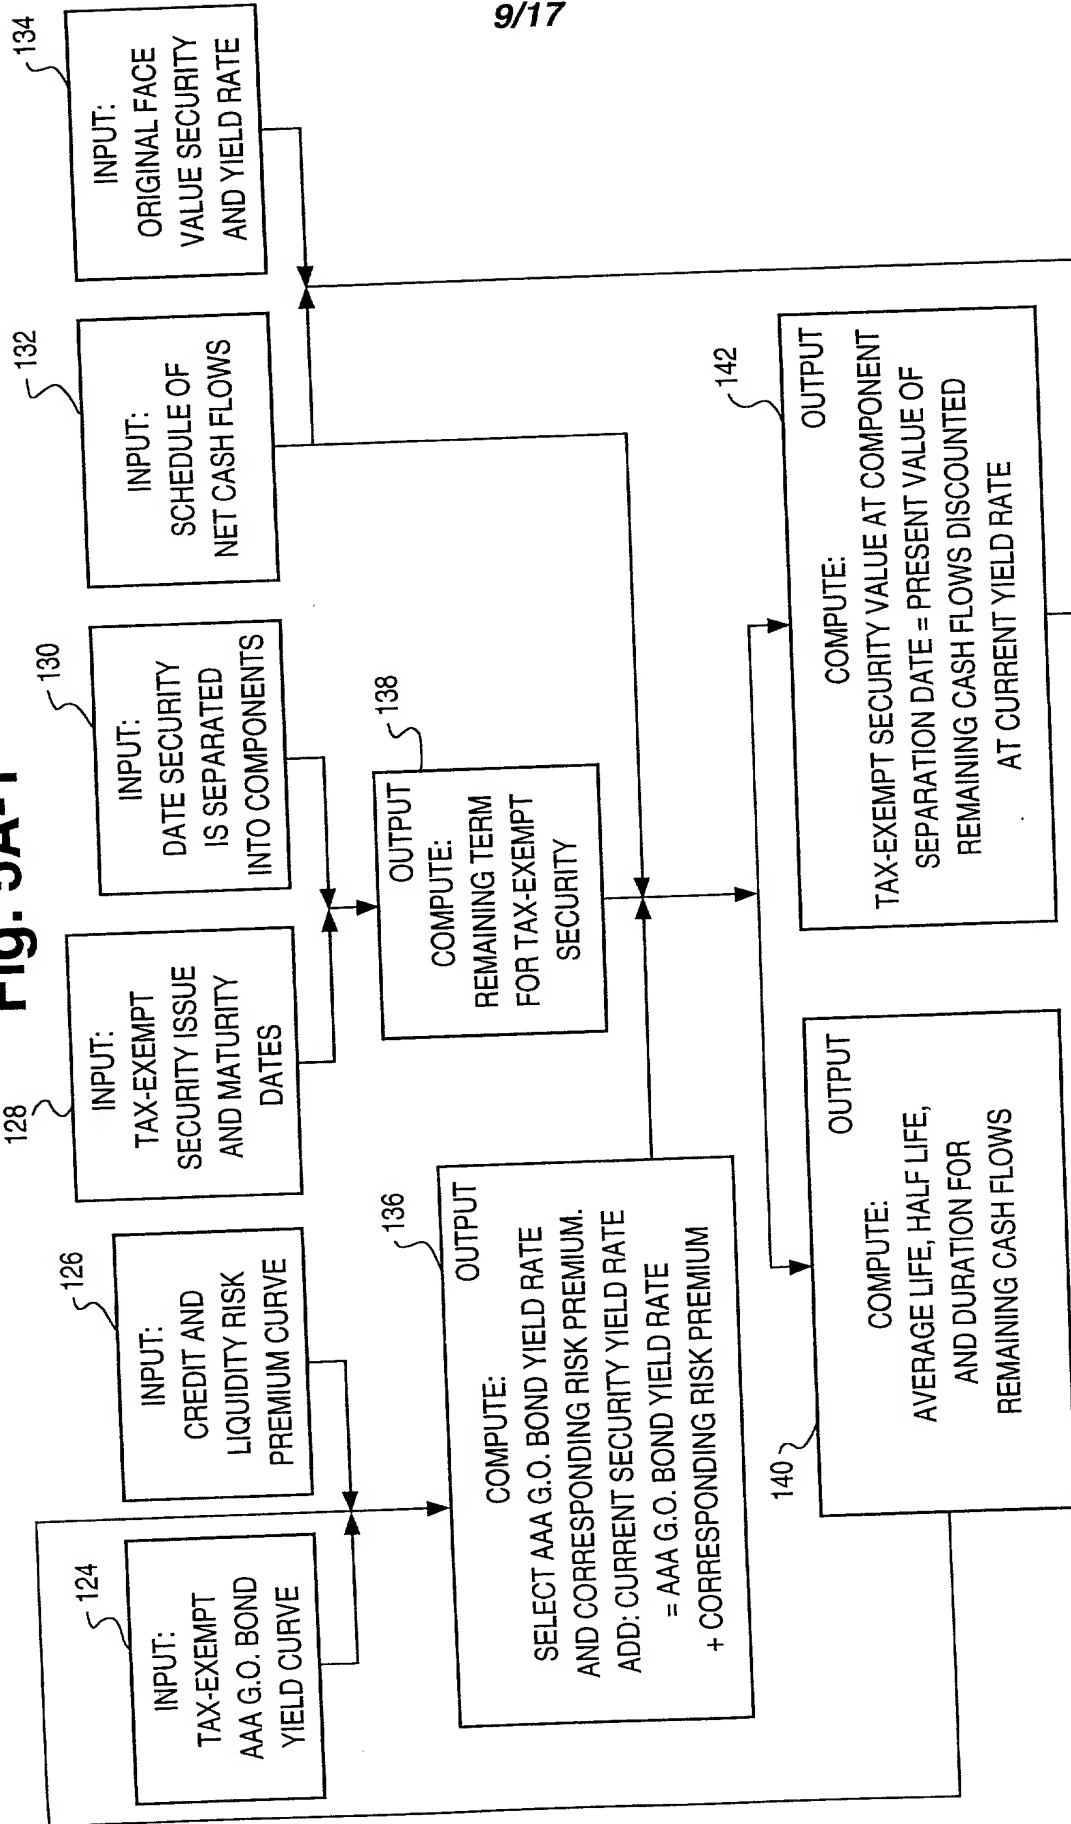 9/17
Fig. 5A-1
124
INPUT:
TAX-EXEMPT
AAA G.O. BOND
YIELD CURVE
126
INPUT:
CREDIT AND
LIQUIDITY RISK
PREMIUM CURVE
128
INPUT:
TAX-EXEMPT
SECURITY ISSUE
AND MATURITY
DATES
130
INPUT:
DATE SECURITY
IS SEPARATED
INTO COMPONENTS
132
INPUT:
SCHEDULE OF
NET CASH FLOWS
134
INPUT:
ORIGINAL FACE
VALUE SECURITY
AND YIELD RATE
136
OUTPUT
COMPUTE:
SELECT AAA G.O. BOND YIELD RATE
AND CORRESPONDING RISK PREMIUM.
ADD: CURRENT SECURITY YIELD RATE
= AAA G.O. BOND YIELD RATE
+ CORRESPONDING RISK PREMIUM
138
OUTPUT
COMPUTE:
REMAINING TERM
FOR TAX-EXEMPT
SECURITY
140
OUTPUT
COMPUTE:
AVERAGE LIFE, HALF LIFE,
AND DURATION FOR
REMAINING CASH FLOWS
142
OUTPUT
COMPUTE:
TAX-EXEMPT SECURITY VALUE AT COMPONENT
SEPARATION DATE = PRESENT VALUE OF
REMAINING CASH FLOWS DISCOUNTED
AT CURRENT YIELD RATE